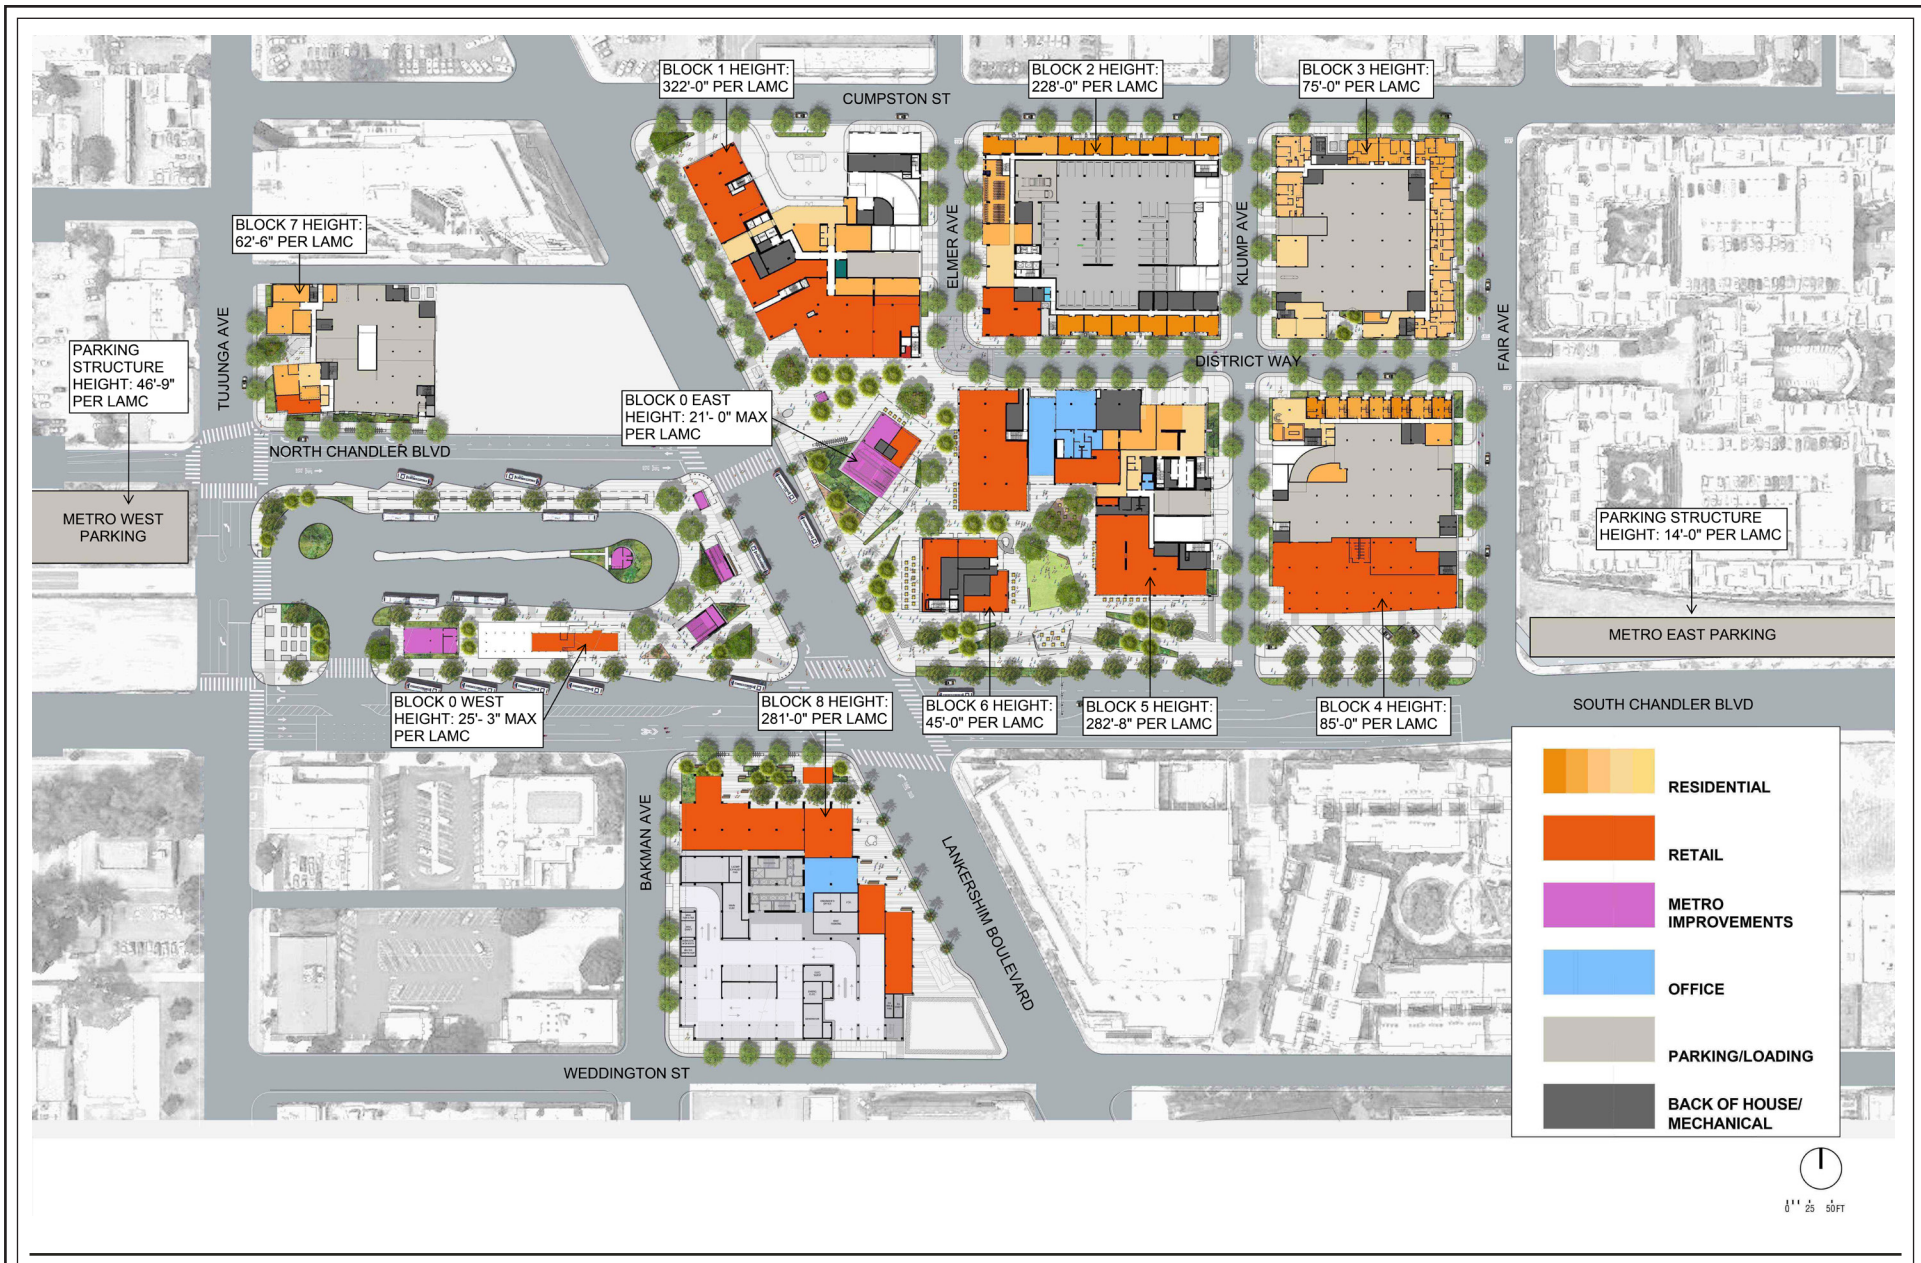 BLOCK 1 HEIGHT:
322'-0" PER LAMC
CUMPSTON ST
BLOCK 2 HEIGHT:
228'-0" PER LAMC
BLOCK 3 HEIGHT:
75'-0" PER LAMC
BLOCK 7 HEIGHT:
62'-6" PER LAMC
ELMER AVE
KLUMP AVE
TUJUNGA AVE
FAIR AVE
DISTRICT WAY
PARKING
STRUCTURE
HEIGHT: 46'-9"
PER LAMC
BLOCK 0 EAST
HEIGHT: 21'- 0" MAX
PER LAMC
NORTH CHANDLER BLVD
METRO WEST
PARKING
PARKING STRUCTURE
HEIGHT: 14'-0" PER LAMC
METRO EAST PARKING
BLOCK 0 WEST
HEIGHT: 25'- 3" MAX
PER LAMC
BLOCK 8 HEIGHT:
281'-0" PER LAMC
BLOCK 6 HEIGHT:
45'-0" PER LAMC
BLOCK 5 HEIGHT:
282'-8" PER LAMC
BLOCK 4 HEIGHT:
85'-0" PER LAMC
SOUTH CHANDLER BLVD
BAKMAN AVE
LANKERSHIM BOULEVARD
WEDDINGTON ST
RESIDENTIAL
RETAIL
METRO
IMPROVEMENTS
OFFICE
PARKING/LOADING
BACK OF HOUSE/
MECHANICAL
0 25 50FT